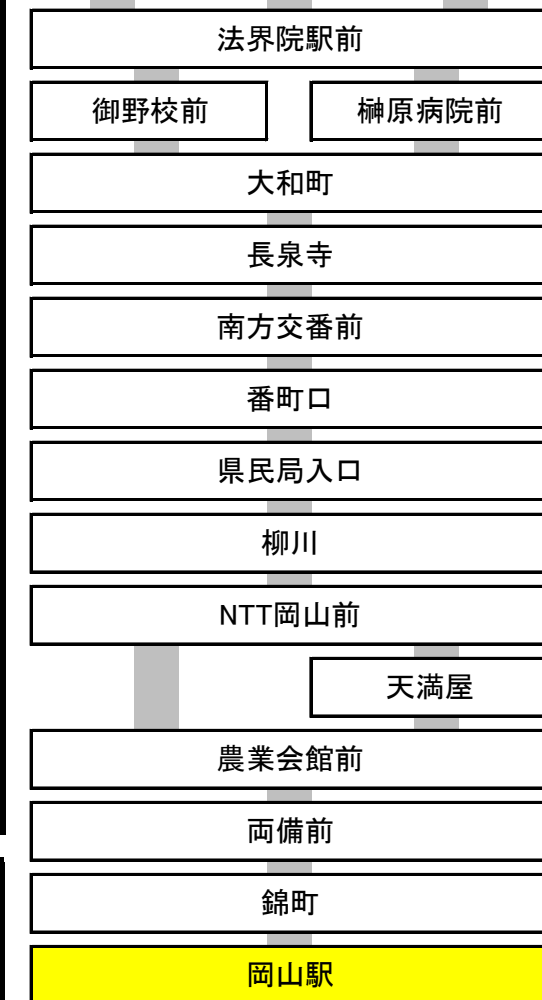 法界院駅前
御野校前
榊原病院前
大和町
長泉寺
南方交番前
番町口
県民局入口
柳川
NTT岡山前
天満屋
農業会館前
両備前
錦町
岡山駅